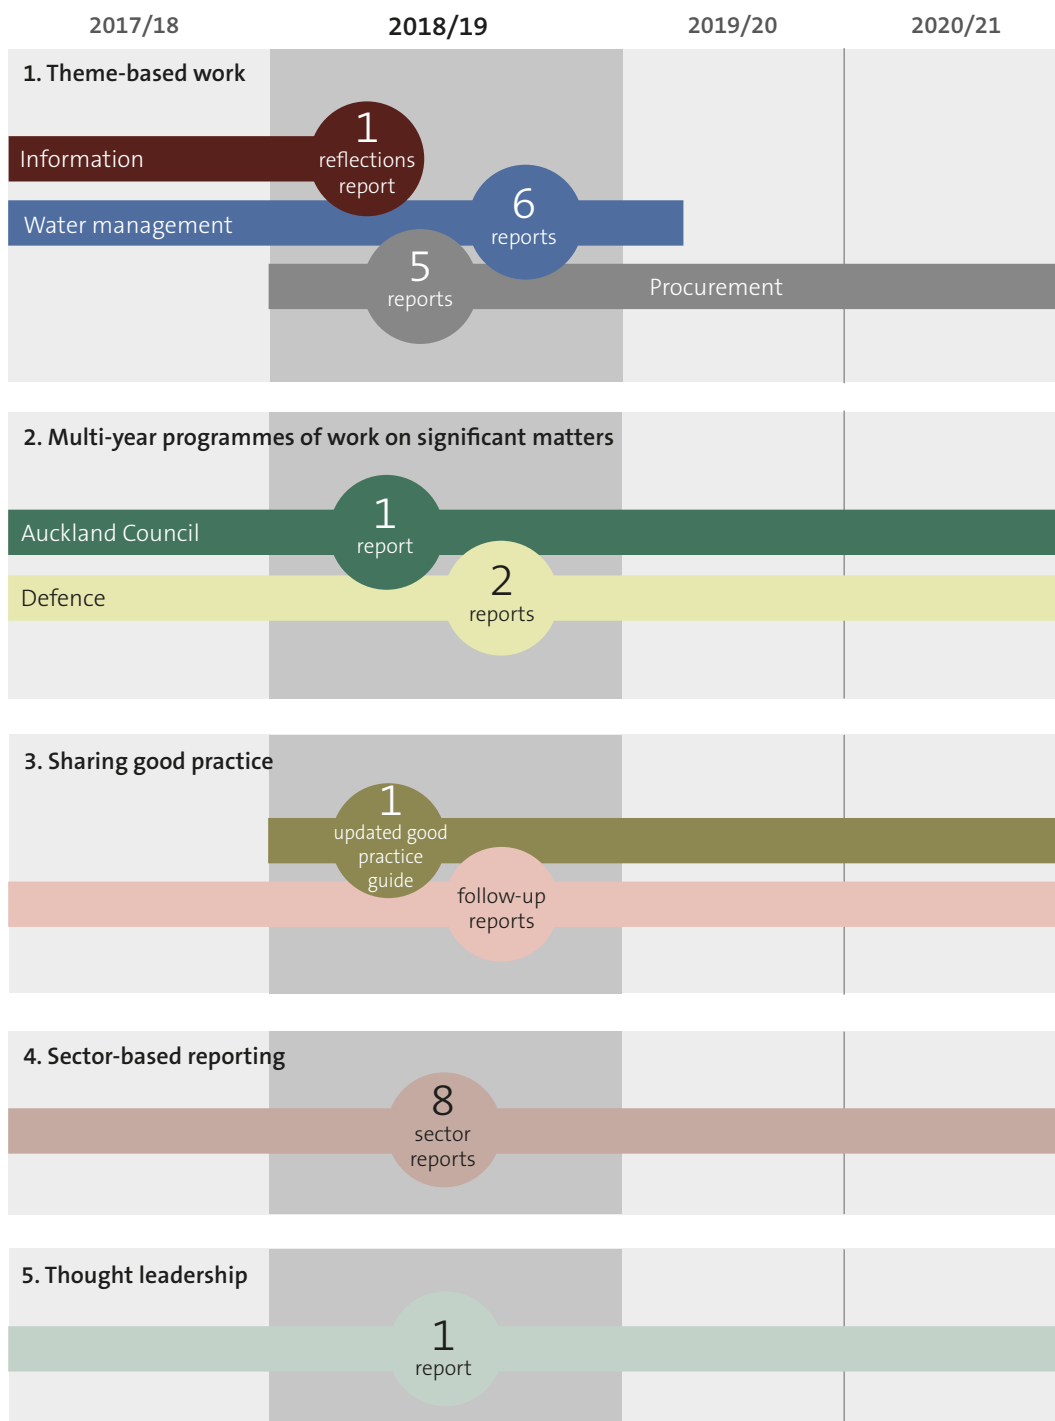 2017/18 2018/19 2019/20 2020/21
1. Theme-based work
Information
1
reflections
report
Water management
6
reports
5
reports
Procurement
2. Multi-year programmes of work on significant matters
Auckland Council
1
report
Defence
2
reports
3. Sharing good practice
1
updated good
practice
guide
follow-up
reports
4. Sector-based reporting
8
sector
reports
5. Thought leadership
1
report